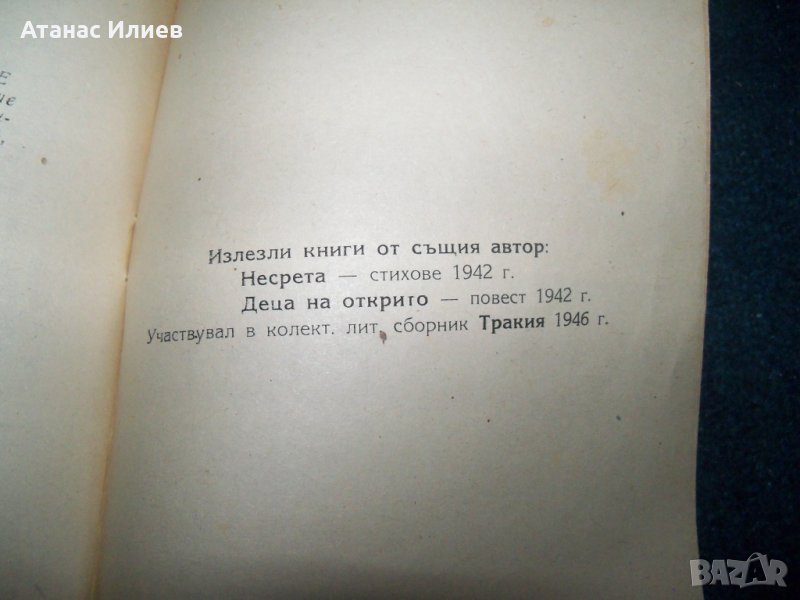 Атанас Илиев
Излезли книги от същия автор:
Несрета — стихове 1942 г.
Деца на открито — повест 1942 г.
Участвувал в колект. лит. сборник Тракия 1946 г.
BAZAR